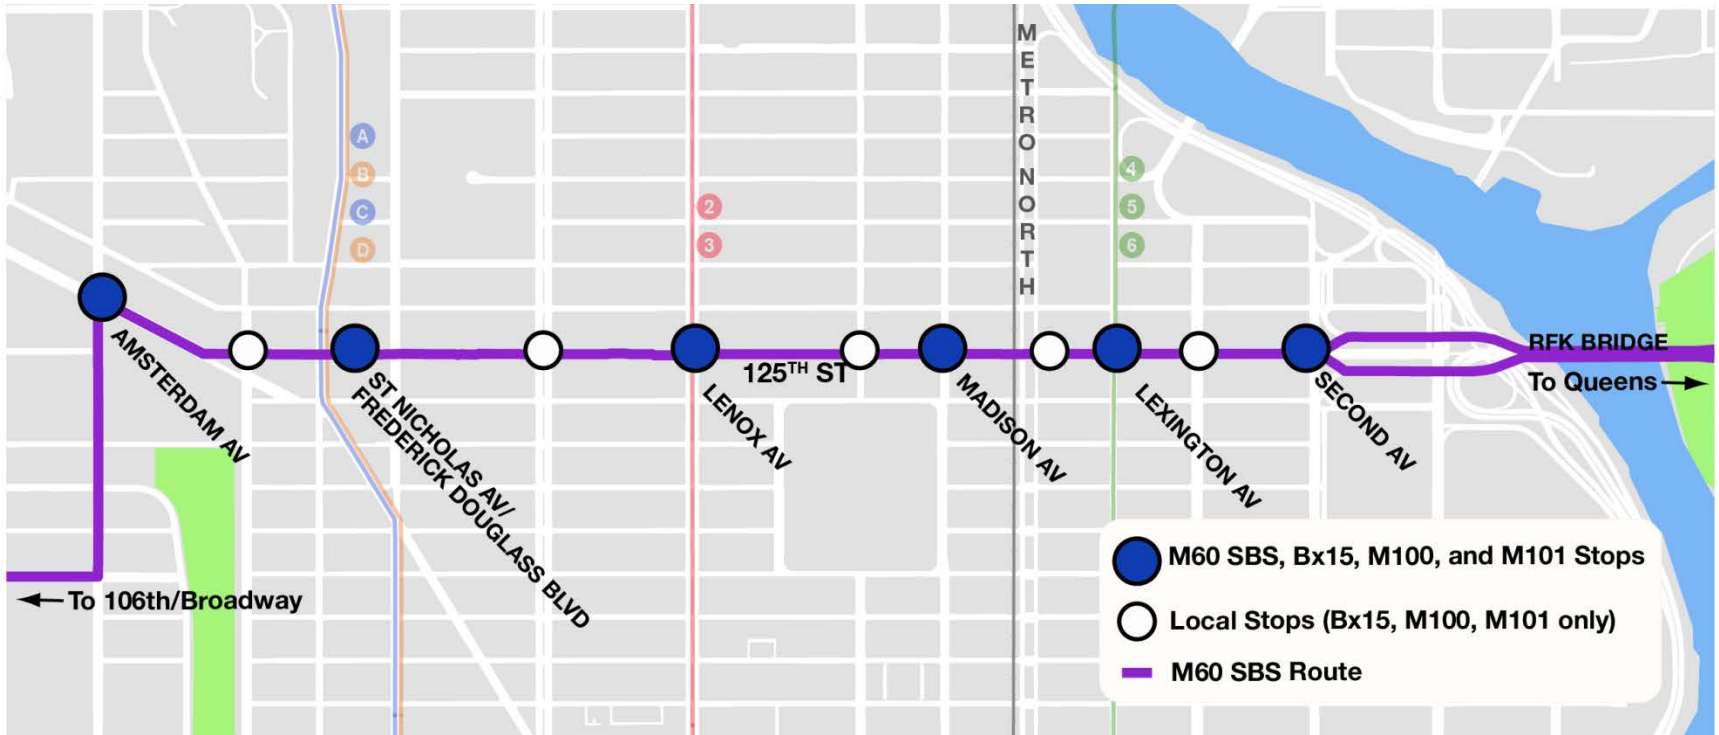 METRO NORTH
A
B
C
D
2
3
4
5
6
AMSTERDAM AV
ST NICHOLAS AV/
FREDERICK DOUGLASS BLVD
LENOX AV
125TH ST
MADISON AV
LEXINGTON AV
SECOND AV
RFK BRIDGE
To Queens
To 106th/Broadway
M60 SBS, Bx15, M100, and M101 Stops
Local Stops (Bx15, M100, M101 only)
M60 SBS Route